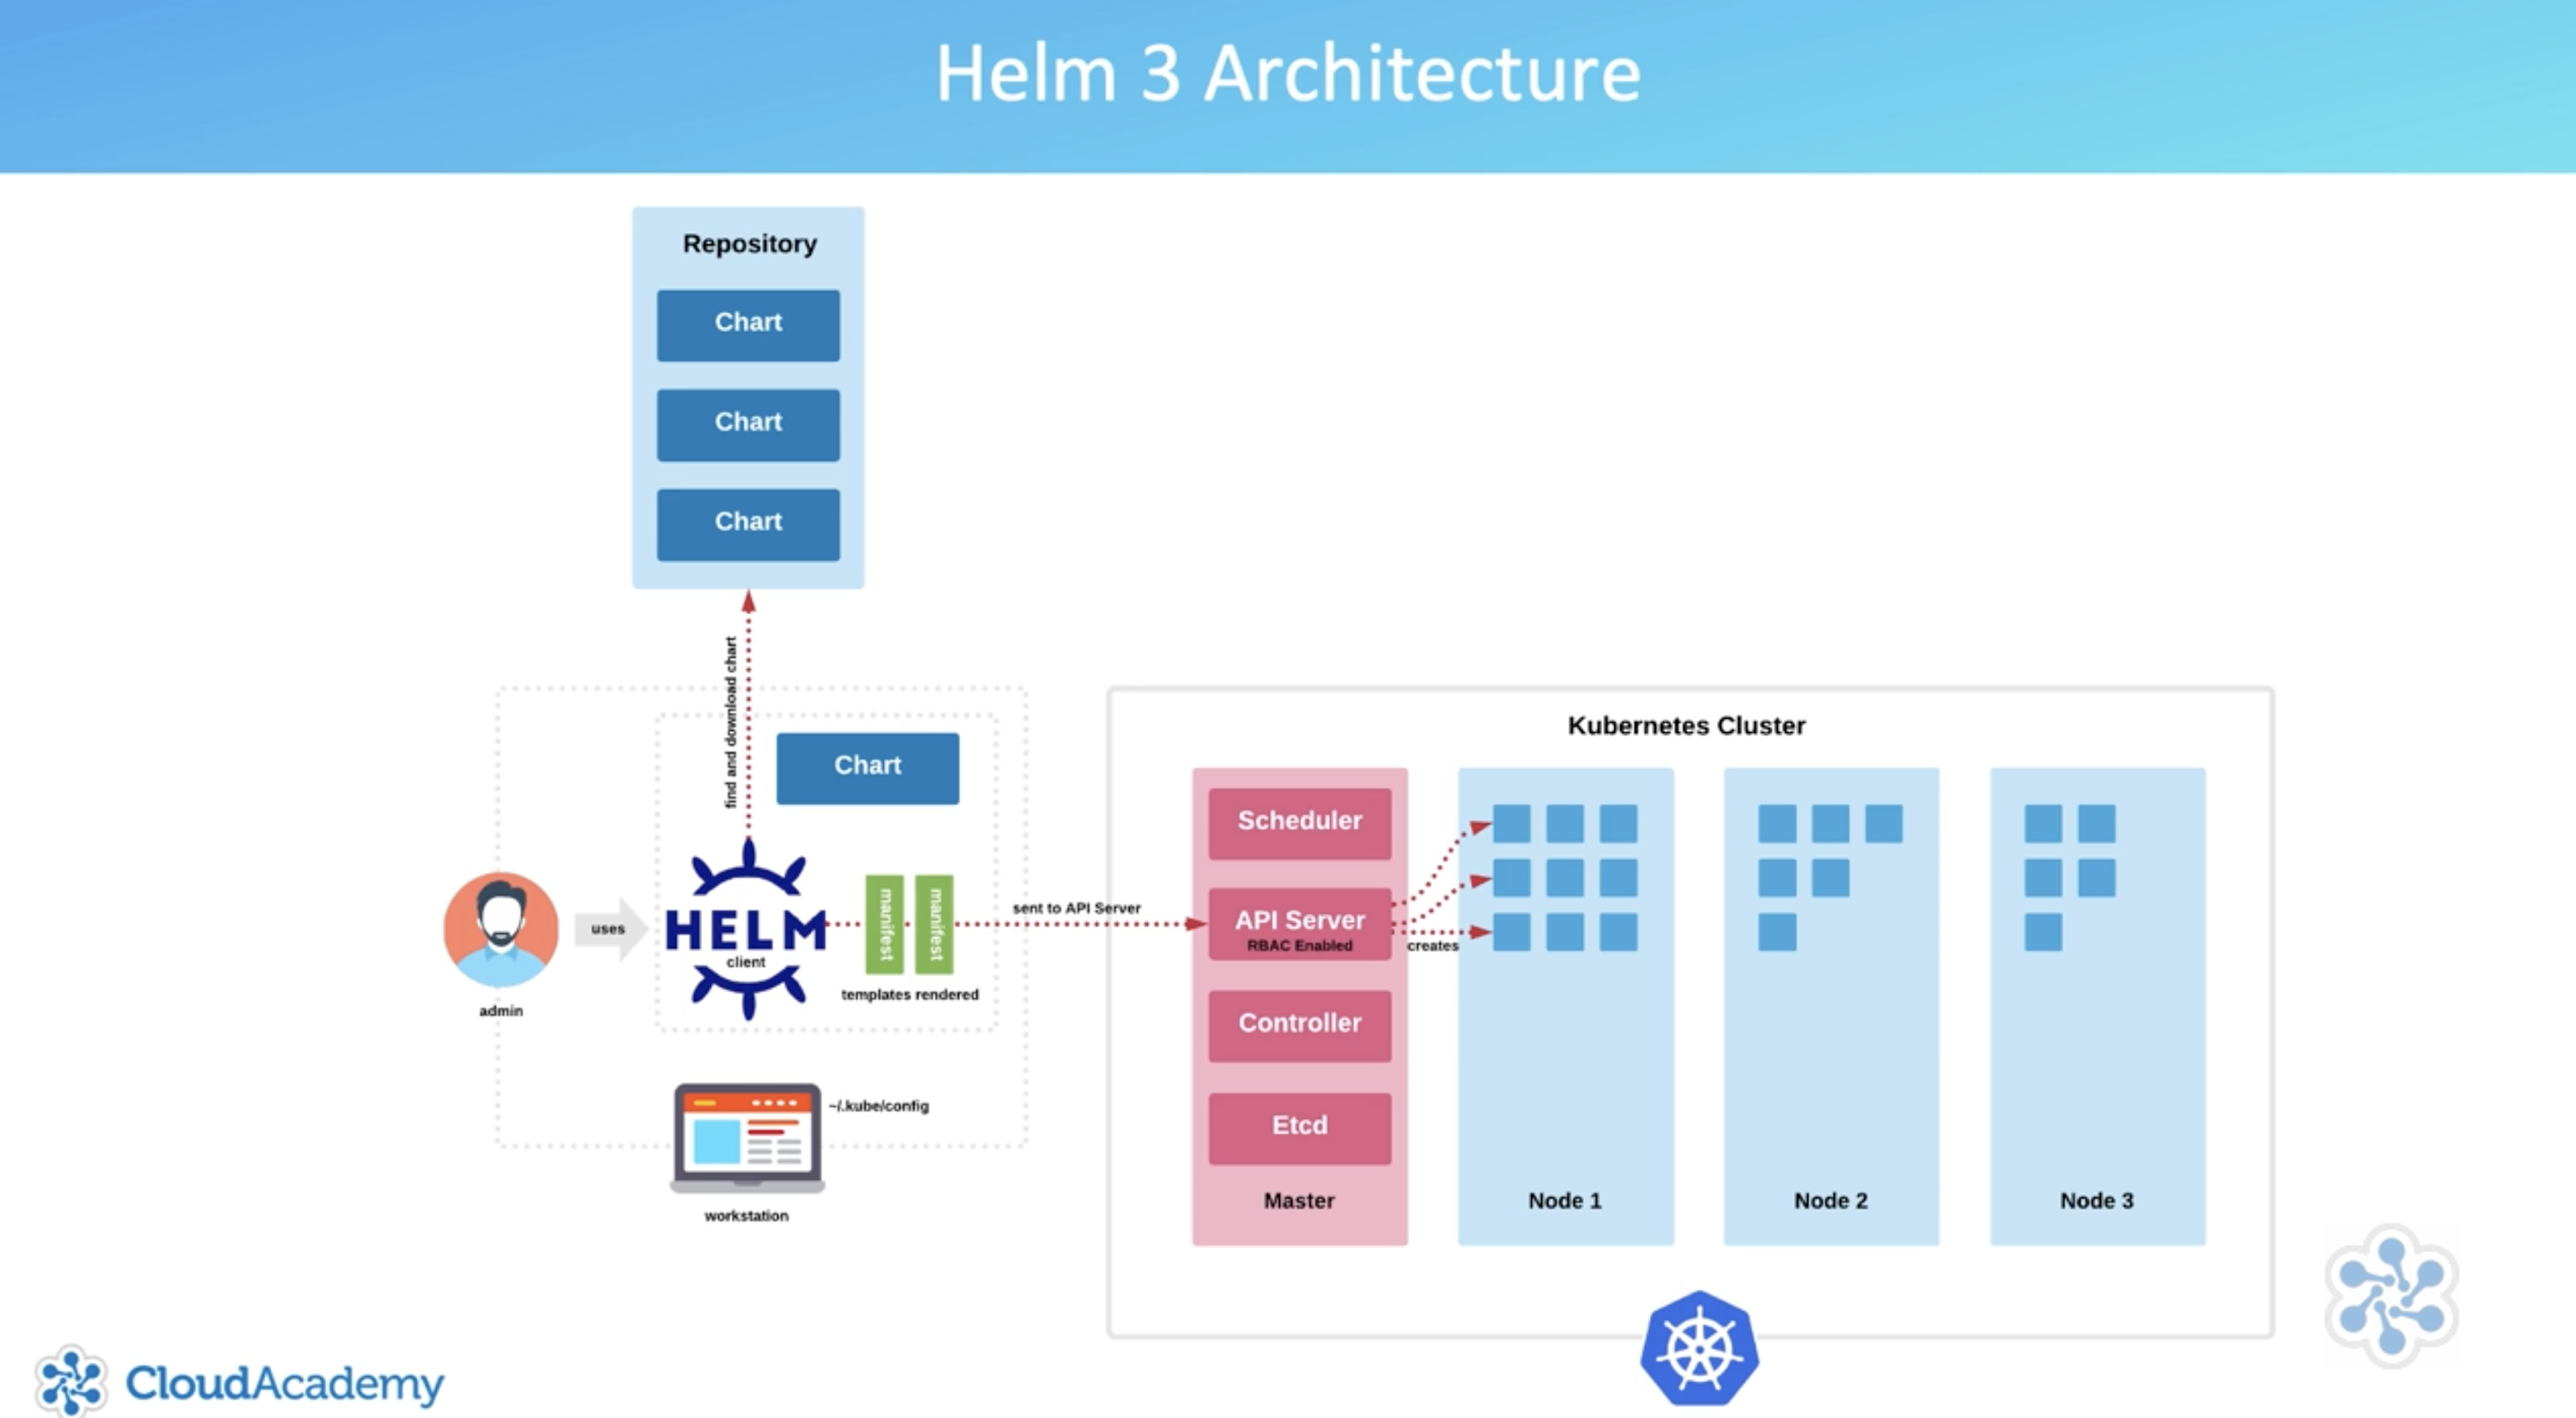 Helm 3 Architecture
Repository
Chart
Chart
Chart
find and download chart
Chart
uses
HELM
client
manifest
manifest
templates rendered
admin
~/.kube/config
workstation
sent to API Server
Kubernetes Cluster
Scheduler
API Server
RBAC Enabled
creates
Controller
Etcd
Master
Node 1
Node 2
Node 3
CloudAcademy